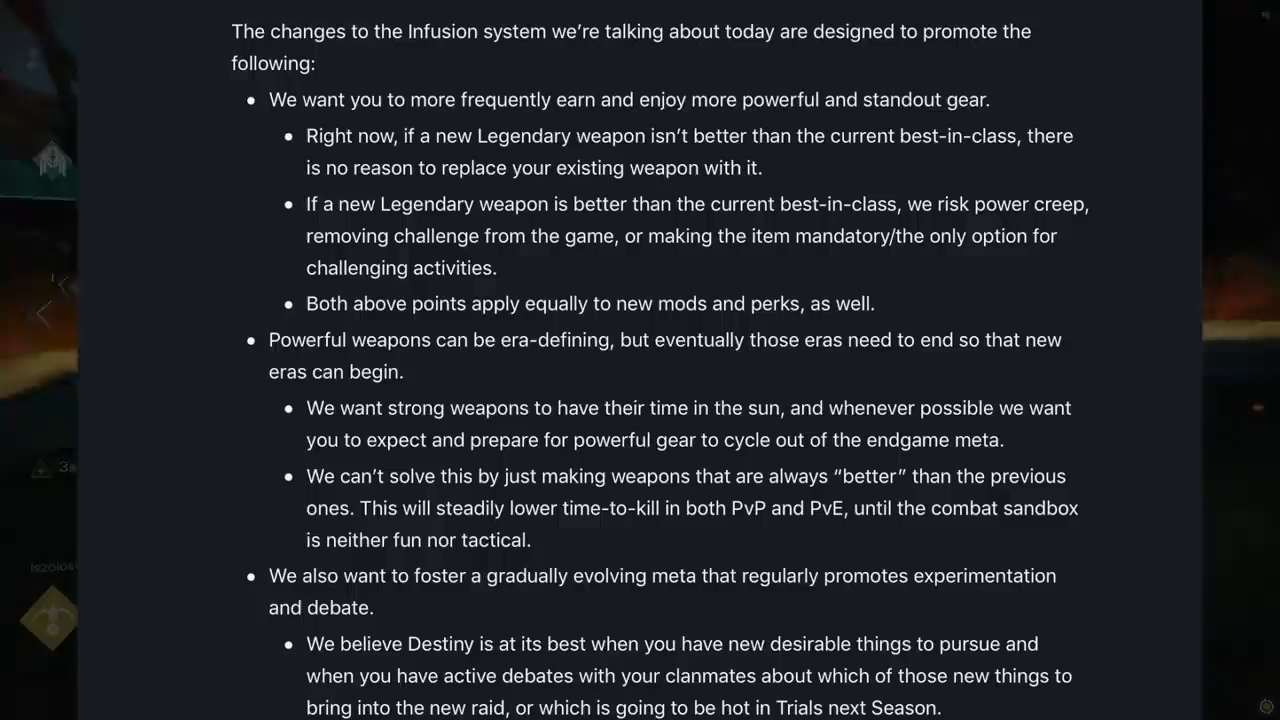 The changes to the Infusion system we’re talking about today are designed to promote the
following:
• We want you to more frequently earn and enjoy more powerful and standout gear.
• Right now, if a new Legendary weapon isn’t better than the current best-in-class, there
is no reason to replace your existing weapon with it.
• If a new Legendary weapon is better than the current best-in-class, we risk power creep,
removing challenge from the game, or making the item mandatory/the only option for
challenging activities.
• Both above points apply equally to new mods and perks, as well.
• Powerful weapons can be era-defining, but eventually those eras need to end so that new
eras can begin.
• We want strong weapons to have their time in the sun, and whenever possible we want
you to expect and prepare for powerful gear to cycle out of the endgame meta.
• We can’t solve this by just making weapons that are always “better” than the previous
ones. This will steadily lower time-to-kill in both PvP and PvE, until the combat sandbox
is neither fun nor tactical.
• We also want to foster a gradually evolving meta that regularly promotes experimentation
and debate.
• We believe Destiny is at its best when you have new desirable things to pursue and
when you have active debates with your clanmates about which of those new things to
bring into the new raid, or which is going to be hot in Trials next Season.